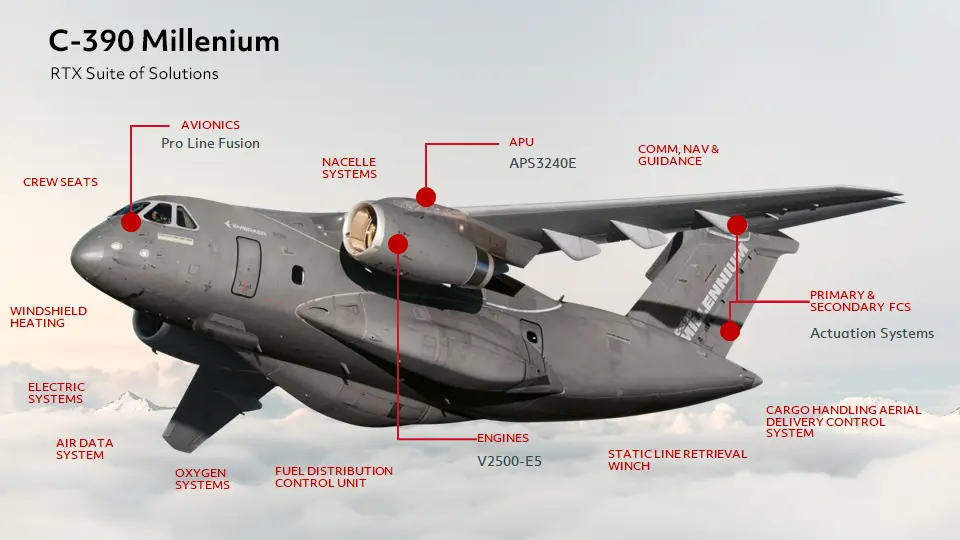 C-390 Millenium
RTX Suite of Solutions
AVIONICS
Pro Line Fusion
CREW SEATS
NACELLE
SYSTEMS
APU
APS3240E
COMM, NAV &
GUIDANCE
EMBRAER
MILLENNIUM
WINDSHIELD
HEATING
PRIMARY &
SECONDARY FCS
Actuation Systems
ELECTRIC
SYSTEMS
AIR DATA
SYSTEM
OXYGEN
SYSTEMS
FUEL DISTRIBUTION
CONTROL UNIT
ENGINES
V2500-E5
STATIC LINE RETRIEVAL
WINCH
CARGO HANDLING AERIAL
DELIVERY CONTROL
SYSTEM